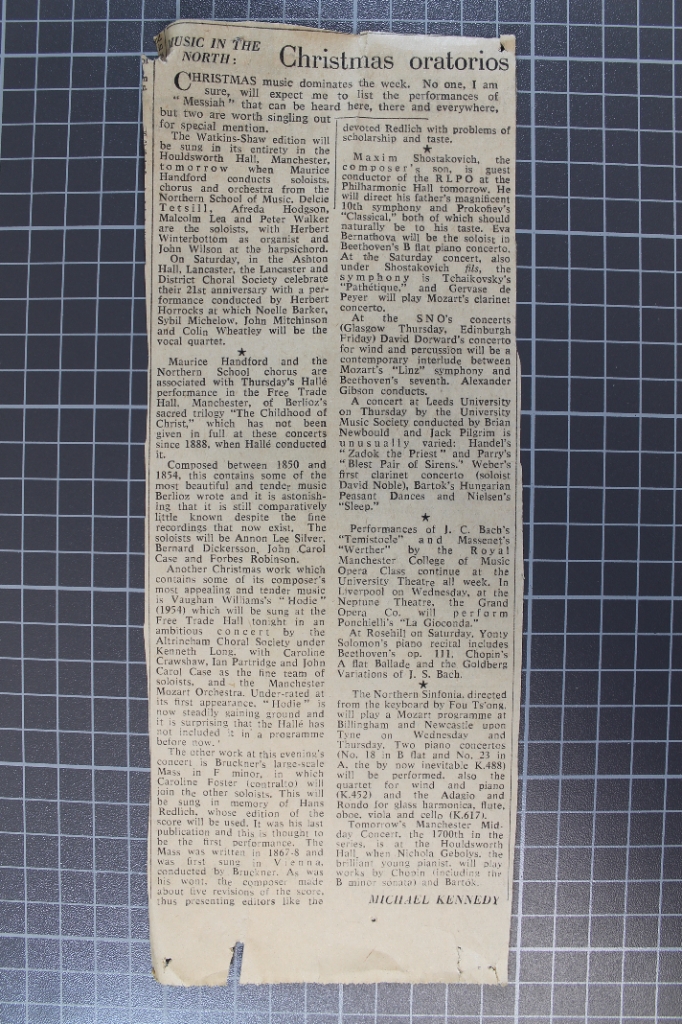 MUSIC IN THE
NORTH:
Christmas oratorios
CHRISTMAS music dominates the week. No one, I am
sure, will expect me to list the performances of
"Messiah" that can be heard here, there and everywhere,
but two are worth singling out
for special mention.
The Watkins-Shaw edition will
be sung in its entirety in the
Houldsworth Hall, Manchester,
tomorrow when Maurice
Handford conducts soloists,
chorus and orchestra from the
Northern School of Music. Delcie
Tetsill, Afreda Hodgson,
Malcolm Lea and Peter Walker
are the soloists, with Herbert
Winterbottom as organist and
John Wilson at the harpsichord.
On Saturday, in the Ashton
Hall, Lancaster, the Lancaster and
District Choral Society celebrate
their 21st anniversary with a per-
formance conducted by Herbert
Horrocks at which Noelle Barker,
Sybil Michelow, John Mitchinson
and Colin Wheatley will be the
vocal quartet.
★
Maurice Handford and the
Northern School chorus are
associated with Thursday's Hallé
performance in the Free Trade
Hall, Manchester, of Berlioz's
sacred trilogy "The Childhood of
Christ," which has not been
given in full at these concerts
since 1888, when Hallé conducted
it.
Composed between 1850 and
1854, this contains some of the
most beautiful and tender music
Berlioz wrote and it is astonish-
ing that it is still comparatively
little known despite the fine
recordings that now exist. The
soloists will be Annon Lee Silver,
Bernard Dickersson, John Carol
Case and Forbes Robinson.
Another Christmas work which
contains some of its composer's
most appealing and tender music
is Vaughan Williams's "Hodie"
(1954) which will be sung at the
Free Trade Hall tonight in an
ambitious concert by the
Altrincham Choral Society under
Kenneth Long, with Caroline
Crawshaw, Ian Partridge and John
Carol Case as the fine team of
soloists, and the Manchester
Mozart Orchestra. Under-rated at
its first appearance, "Hodie" is
now steadily gaining ground and
it is surprising that the Hallé has
not included it in a programme
before now.
The other work at this evening's
concert is Bruckner's large-scale
Mass in F minor, in which
Caroline Foster (contralto) will
join the other soloists. This will
be sung in memory of Hans
Redlich, whose edition of the
score will be used. It was his last
publication and this is thought to
be the first performance. The
Mass was written in 1867-8 and
was first sung in Vienna,
conducted by Bruckner. As was
his wont, the composer made
about five revisions of the score,
thus presenting editors like the
devoted Redlich with problems of
scholarship and taste.
★
Maxim Shostakovich, the
composer's son, is guest
conductor of the RLPO at the
Philharmonic Hall tomorrow. He
will direct his father's magnificent
10th symphony and Prokofiev's
"Classical," both of which should
naturally be to his taste. Eva
Bernathova will be the soloist in
Beethoven's B flat piano concerto.
At the Saturday concert, also
under Shostakovich fils, the
symphony is Tchaikovsky's
"Pathétique," and Gervase de
Peyer will play Mozart's clarinet
concerto.
At the SNO's concerts
(Glasgow Thursday, Edinburgh
Friday) David Dorward's concerto
for wind and percussion will be a
contemporary interlude between
Mozart's "Linz" symphony and
Beethoven's seventh. Alexander
Gibson conducts.
A concert at Leeds University
on Thursday by the University
Music Society conducted by Brian
Newbould and Jack Pilgrim is
unusually varied: Handel's
"Zadok the Priest" and Parry's
"Blest Pair of Sirens," Weber's
first clarinet concerto (soloist
David Noble), Bartok's Hungarian
Peasant Dances and Nielsen's
"Sleep."
★
Performances of J. C. Bach's
"Temistocle" and Massenet's
"Werther" by the Royal
Manchester College of Music
Opera Class continue at the
University Theatre all week. In
Liverpool on Wednesday, at the
Neptune Theatre, the Grand
Opera Co. will perform
Ponchielli's "La Gioconda."
At Rosehill on Saturday, Yonty
Solomon's piano recital includes
Beethoven's op. 111, Chopin's
A flat Ballade and the Goldberg
Variations of J. S. Bach.
★
The Northern Sinfonia, directed
from the keyboard by Fou Ts'ong,
will play a Mozart programme at
Billingham and Newcastle upon
Tyne on Wednesday and
Thursday. Two piano concertos
(No. 18 in B flat and No. 23 in
A, the by now inevitable K.488)
will be performed, also the
quartet for wind and piano
(K.452) and the Adagio and
Rondo for glass harmonica, flute,
oboe, viola and cello (K.617).
Tomorrow's Manchester Mid-
day Concert, the 1700th in the
series, is at the Houldsworth
Hall, when Nichola Gebolys, the
brilliant young pianist, will play
works by Chopin (including the
B minor sonata) and Bartok.
MICHAEL KENNEDY